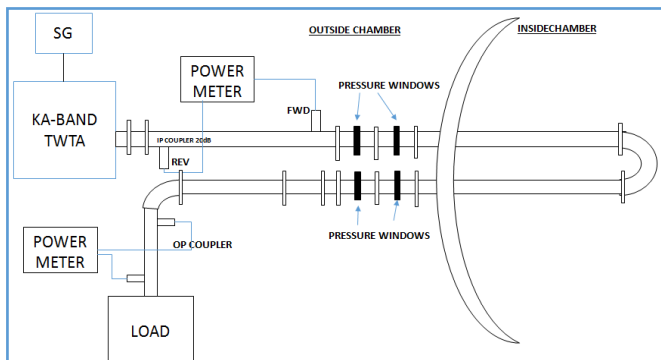 SG
OUTSIDE CHAMBER
INSIDECHAMBER
POWER
METER
PRESSURE WINDOWS
KA-BAND
TWTA
FWD
IP COUPLER 20dB
REV
POWER
METER
OP COUPLER
PRESSURE WINDOWS
LOAD